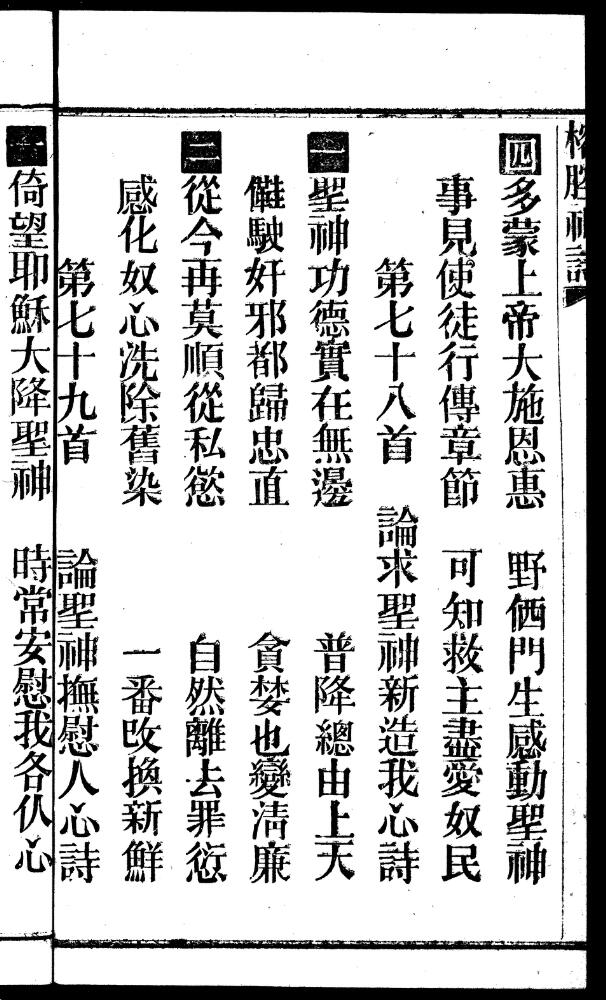 榕腔神詩
四 多蒙上帝大施恩惠 野㑚門生感動聖神
事見使徒行傳章節 可知救主盡愛奴民
第七十八首 論求聖神新造我心詩
一 聖神功德實在無邊 普降總由上天
懶駛奸邪都歸忠直 貪婪也變清廉
二 從今再莫順從私慾 自然離去罪愆
感化奴心洗除舊染 一番改換新鮮
第七十九首 論聖神撫慰人心詩
一 倚望耶穌大降聖神 時常安慰我各仈心